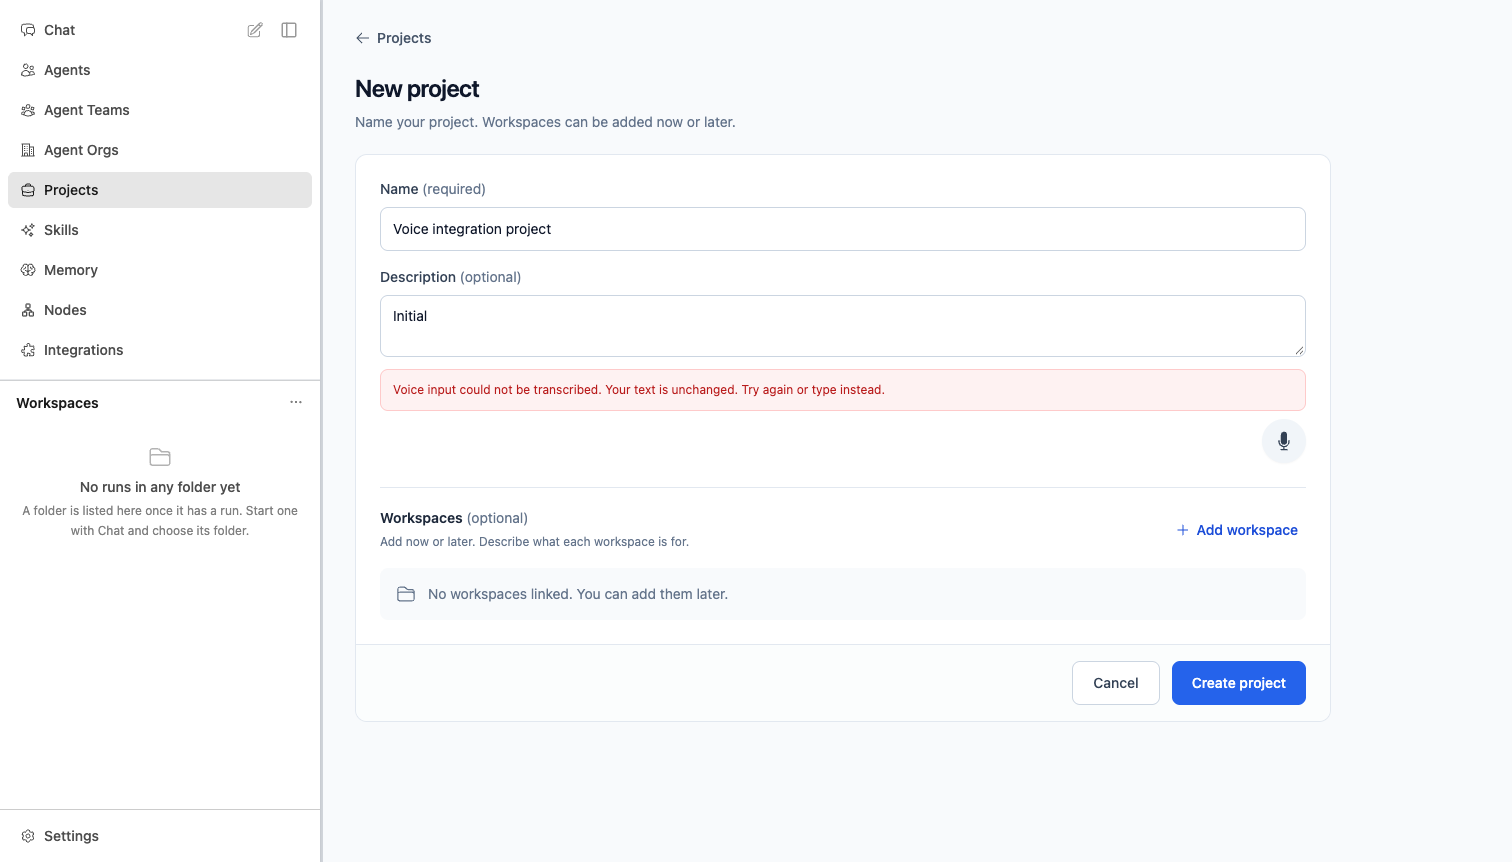 Chat
Agents
Agent Teams
Agent Orgs
Projects
Skills
Memory
Nodes
Integrations
Workspaces
No runs in any folder yet
A folder is listed here once it has a run. Start one
with Chat and choose its folder.
Settings
Projects
New project
Name your project. Workspaces can be added now or later.
Name (required)
Voice integration project
Description (optional)
Initial
Voice input could not be transcribed. Your text is unchanged. Try again or type instead.
Workspaces (optional)
Add now or later. Describe what each workspace is for.
Add workspace
No workspaces linked. You can add them later.
Cancel
Create project